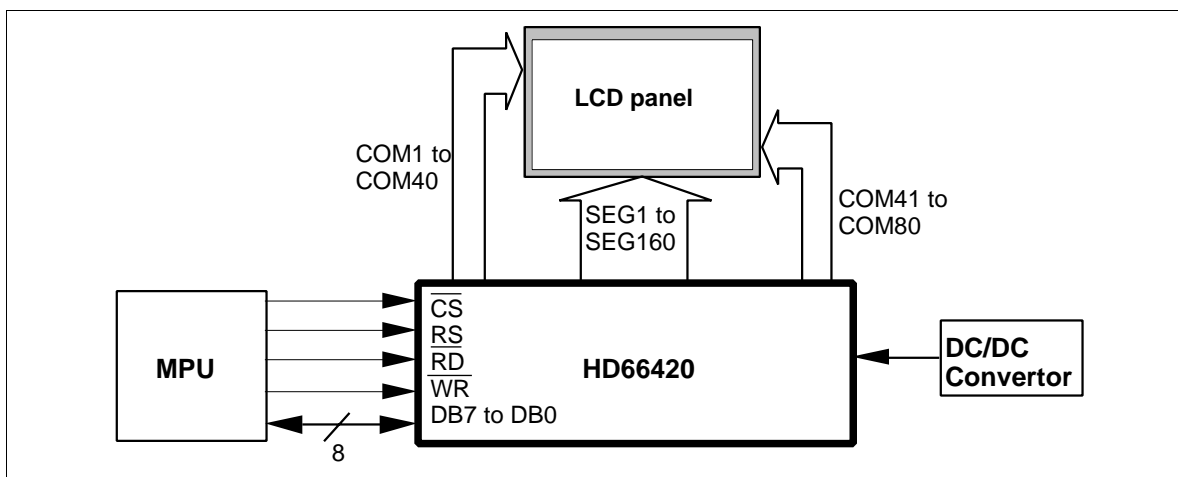 LCD panel
COM1 to
COM40
SEG1 to
SEG160
COM41 to
COM80
MPU
CS
RS
RD
WR
DB7 to DB0
8
HD66420
DC/DC
Convertor